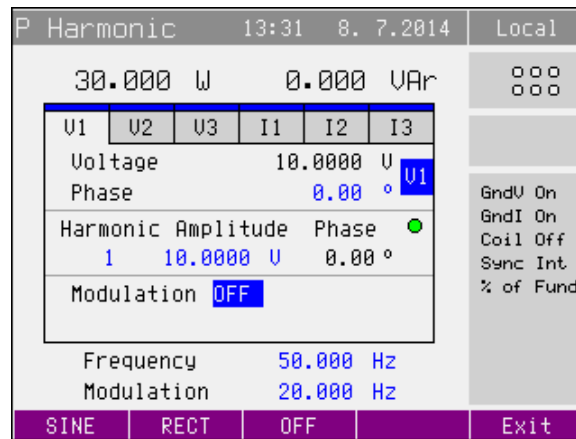 P Harmonic 13:31 8. 7.2014 Local
30.000 W 0.000 VAr
V1 V2 V3 I1 I2 I3
Voltage 10.0000 V
V1
Phase 0.00 °
Harmonic Amplitude Phase
1 10.0000 V 0.00 °
Modulation OFF
Frequency 50.000 Hz
Modulation 20.000 Hz
GndV On
GndI On
Coil Off
Sync Int
% of Fund
SINE RECT OFF Exit